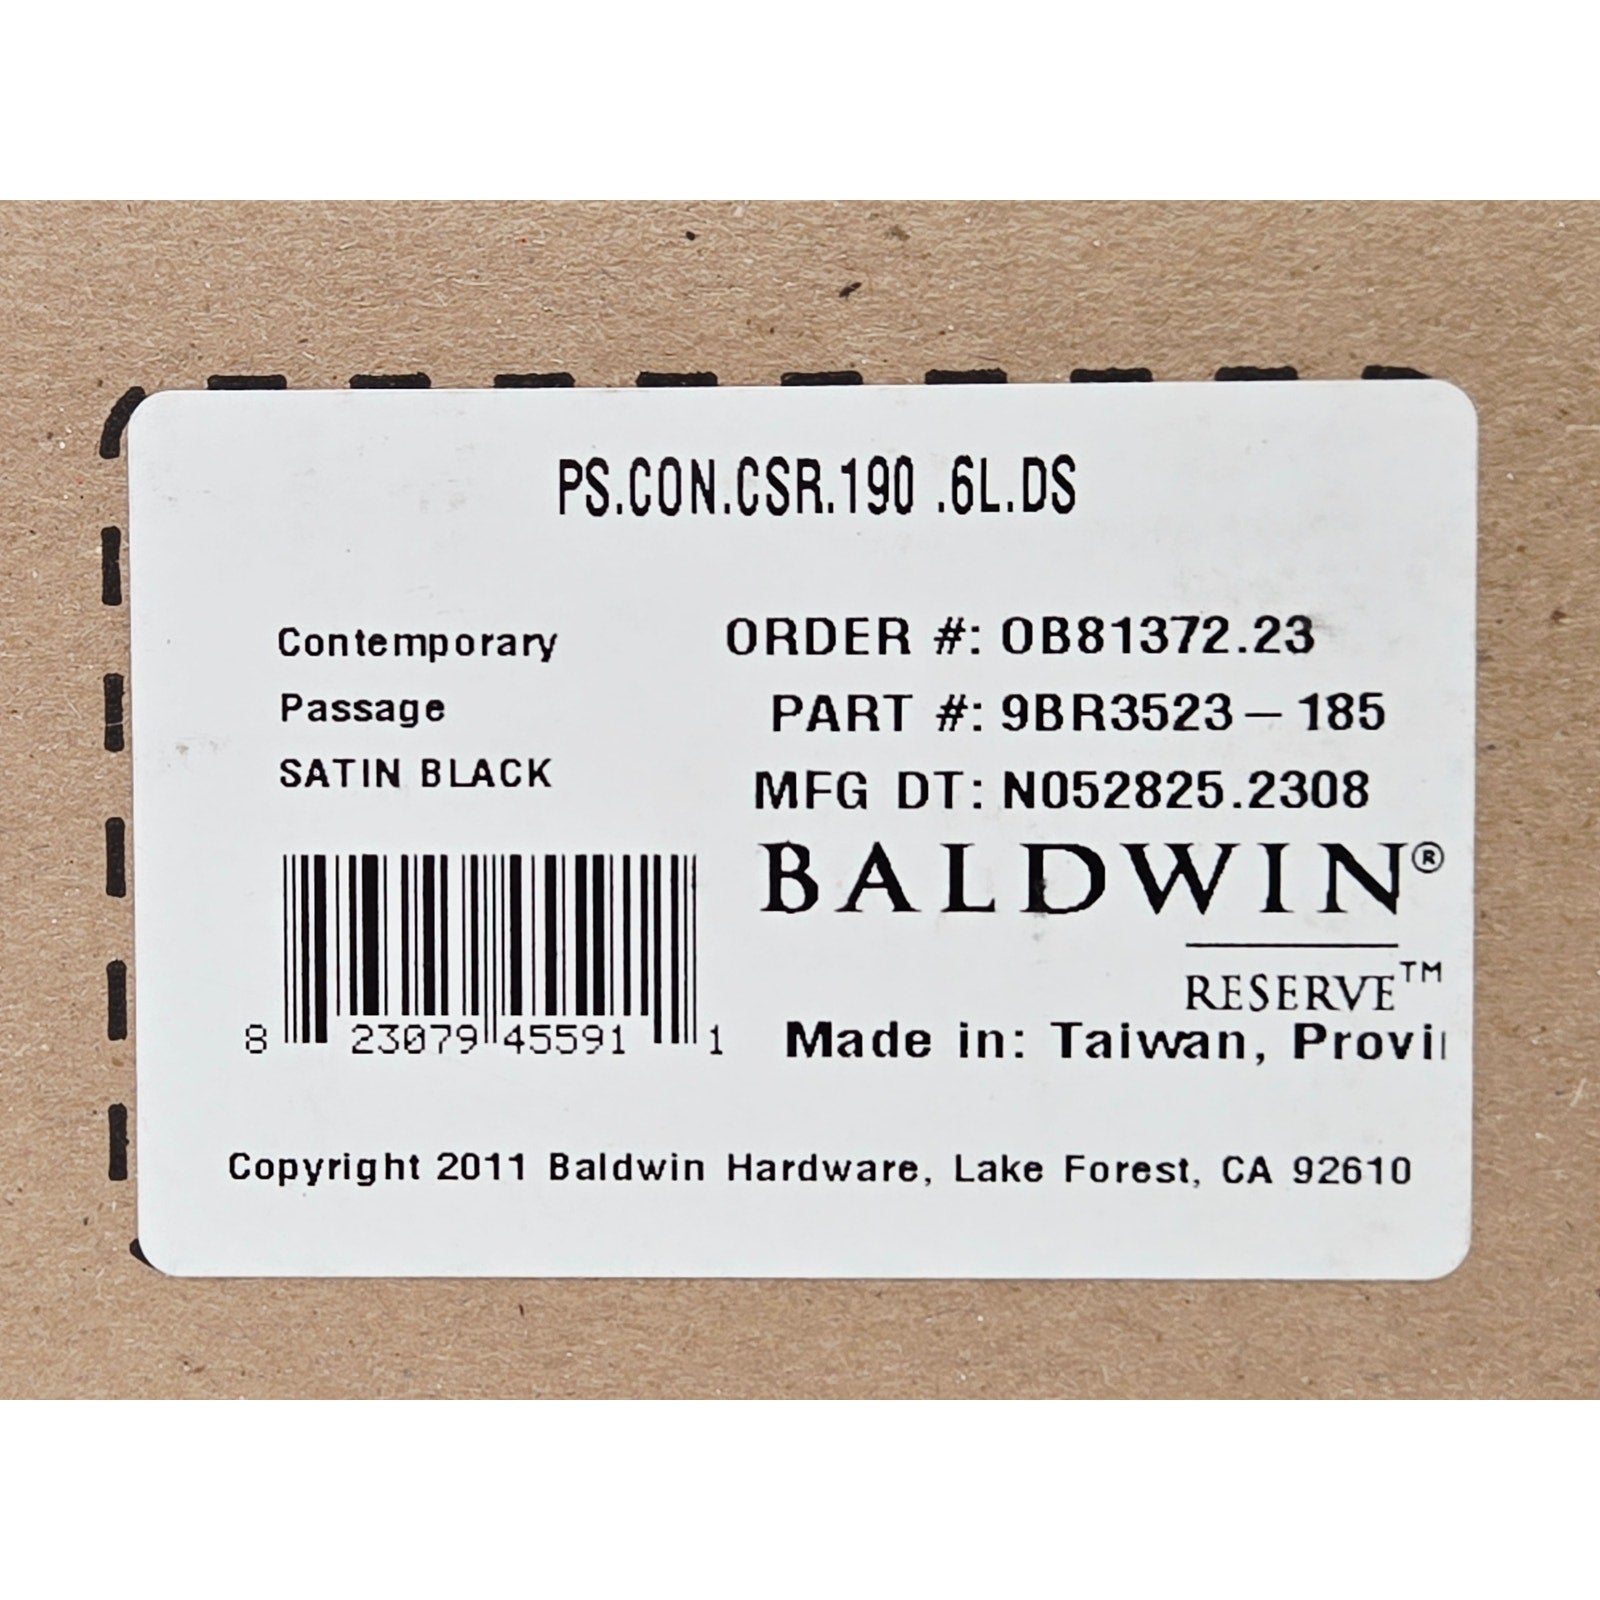 PS.CON.CSR.190 .6L.DS
Contemporary
Passage
SATIN BLACK
ORDER #: OB81372.23
PART #: 9BR3523-185
MFG DT: N052825.2308
BALDWIN®
RESERVE™
8 23079 45591 1
Made in: Taiwan, Provi
Copyright 2011 Baldwin Hardware, Lake Forest, CA 92610